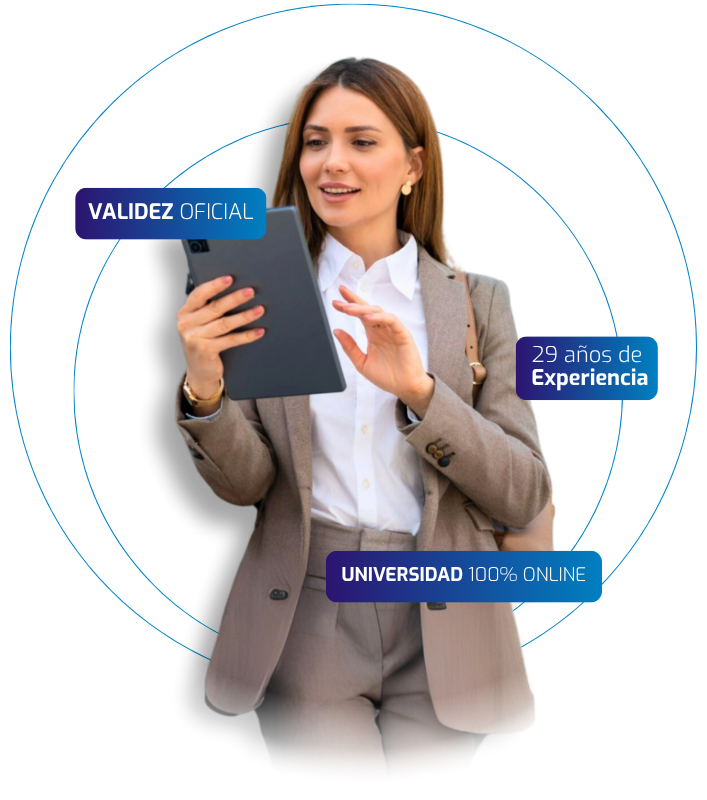 VALIDEZ OFICIAL
29 años de
Experiencia
UNIVERSIDAD 100% ONLINE